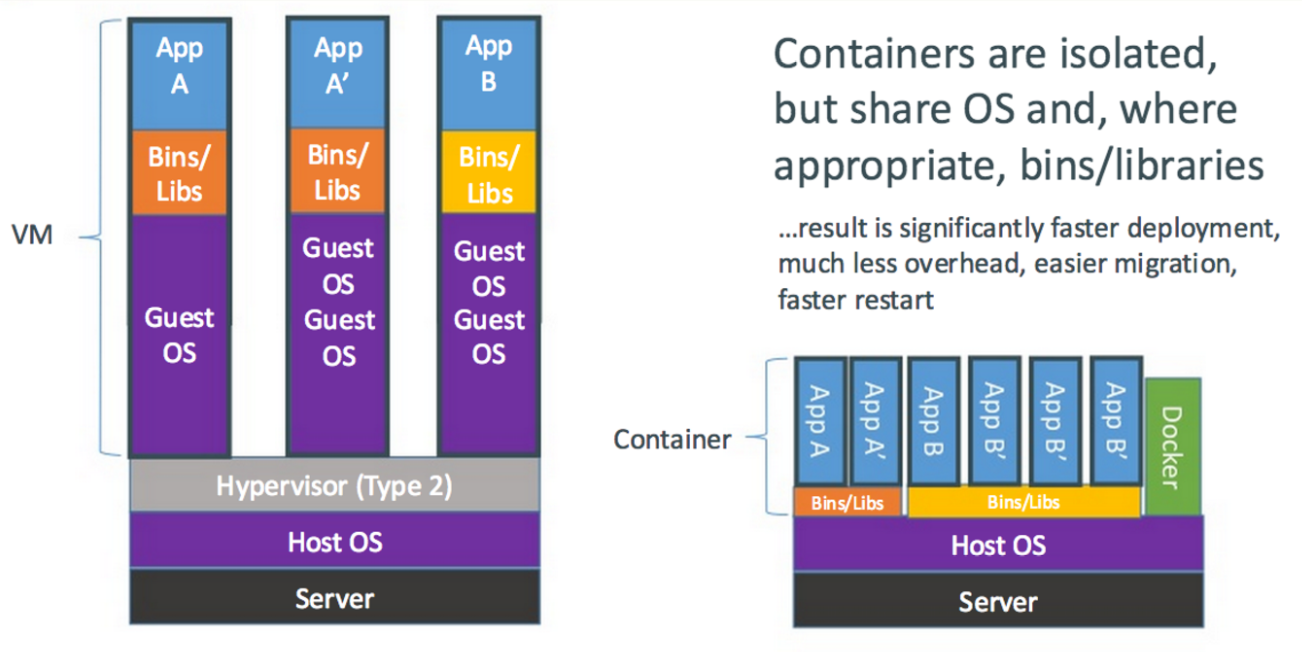 VM
App
A
Bins/
Libs
Guest
OS
App
A’
Bins/
Libs
Guest
OS
Guest
OS
App
B
Bins/
Libs
Guest
OS
Guest
OS
Hypervisor (Type 2)
Host OS
Server
Containers are isolated,
but share OS and, where
appropriate, bins/libraries
...result is significantly faster deployment,
much less overhead, easier migration,
faster restart
Container
App A
App A’
App B
App B’
App B’
App B’
Docker
Bins/Libs
Bins/Libs
Host OS
Server